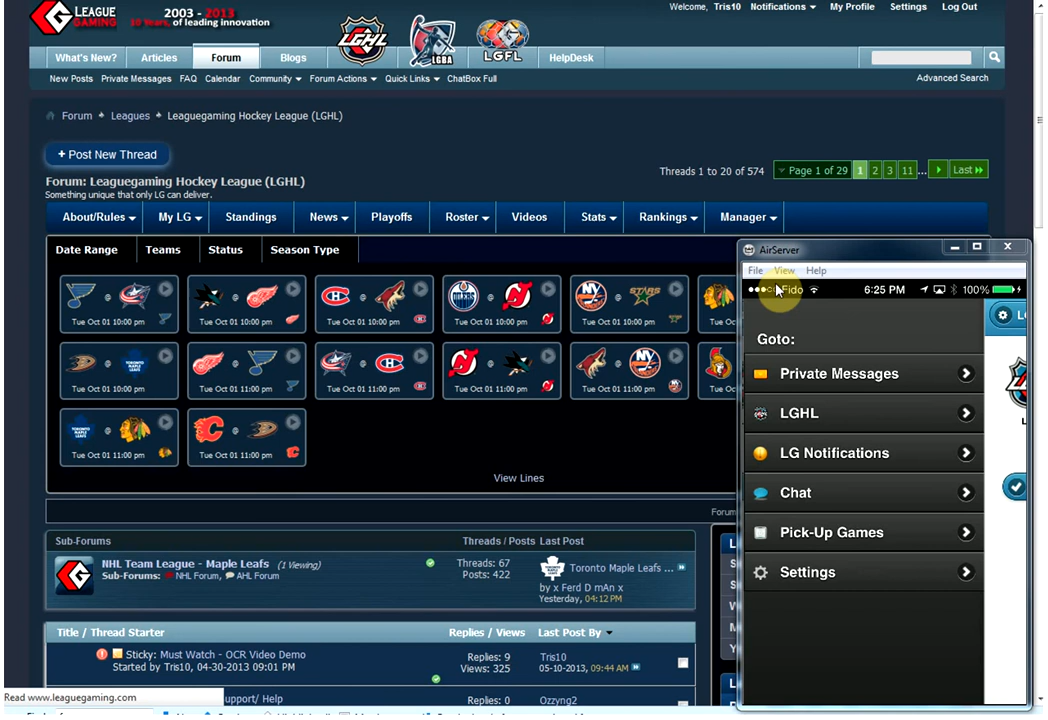 LEAGUE
GAMING
2003 - 2013
10 Years, of leading innovation
Welcome, Tris10 Notifications My Profile Settings Log Out
LGHL
LGBA
LGFL
What's New? Articles Forum Blogs HelpDesk
New Posts Private Messages FAQ Calendar Community Forum Actions Quick Links ChatBox Full
Advanced Search
Forum Leagues Leaguegaming Hockey League (LGHL)
+ Post New Thread
Threads 1 to 20 of 574 Page 1 of 29 1 2 3 11 ... Last
Forum: Leaguegaming Hockey League (LGHL)
Something unique that only LG can deliver.
About/Rules My LG Standings News Playoffs Roster Videos Stats Rankings Manager
Date Range Teams Status Season Type
@ @ @ @ @
Tue Oct 01 10:00 pm Tue Oct 01 10:00 pm Tue Oct 01 10:00 pm Tue Oct 01 10:00 pm Tue Oct 01 10:00 pm Tue Oc
@ @ @ @ @
Tue Oct 01 10:00 pm Tue Oct 01 11:00 pm Tue Oct 01 11:00 pm Tue Oct 01 11:00 pm Tue Oct 01 11:00 pm Tue Oc
@ @
Tue Oct 01 11:00 pm Tue Oct 01 11:00 pm
View Lines
Forum
Sub-Forums Threads / Posts Last Post
NHL Team League - Maple Leafs (1 Viewing)
Sub-Forums: NHL Forum, AHL Forum
Threads: 67
Posts: 422
Toronto Maple Leafs ...
by x Ferd D mAn x
Yesterday, 04:12 PM
Title / Thread Starter Replies / Views Last Post By
Sticky: Must Watch - OCR Video Demo
Started by Tris10, 04-30-2013 09:01 PM
Replies: 9
Views: 325
Tris10
05-10-2013, 09:44 AM
upport/ Help
Replies: 0
Ozzyng2
Read www.leaguegaming.com
AirServer
File View Help
Fido 6:25 PM 100%
Goto:
Private Messages
LGHL
LG Notifications
Chat
Pick-Up Games
Settings